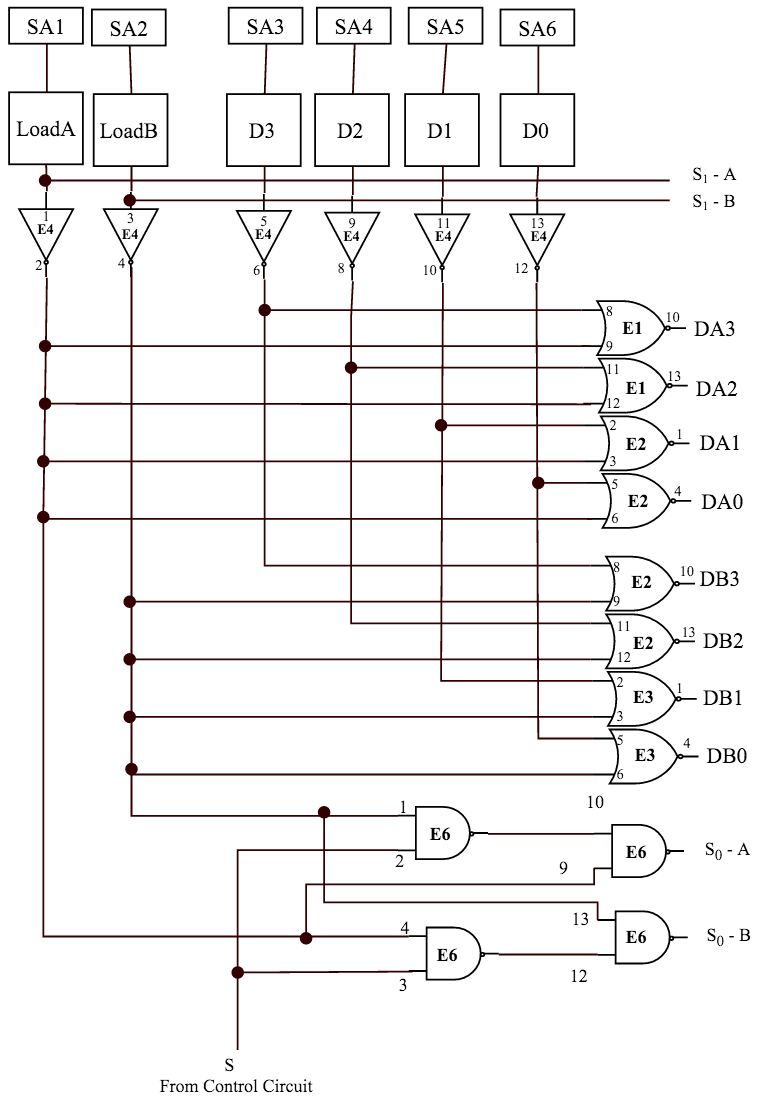 SA1 SA2 SA3 SA4 SA5 SA6
LoadA LoadB D3 D2 D1 D0
S1 - A
S1 - B
1 3 5 9 11 13
E4 E4 E4 E4 E4 E4
2 4 6 8 10 12
8 10
E1 DA3
9
11 13
E1 DA2
12
2 1
E2 DA1
3
5 4
E2 DA0
6
8 10
E2 DB3
9
11 13
E2 DB2
12
2 1
E3 DB1
3
5 4
E3 DB0
6
10
1
E6
2
E6 S0 - A
9
13
4
E6 S0 - B
E6
12
3
S
From Control Circuit